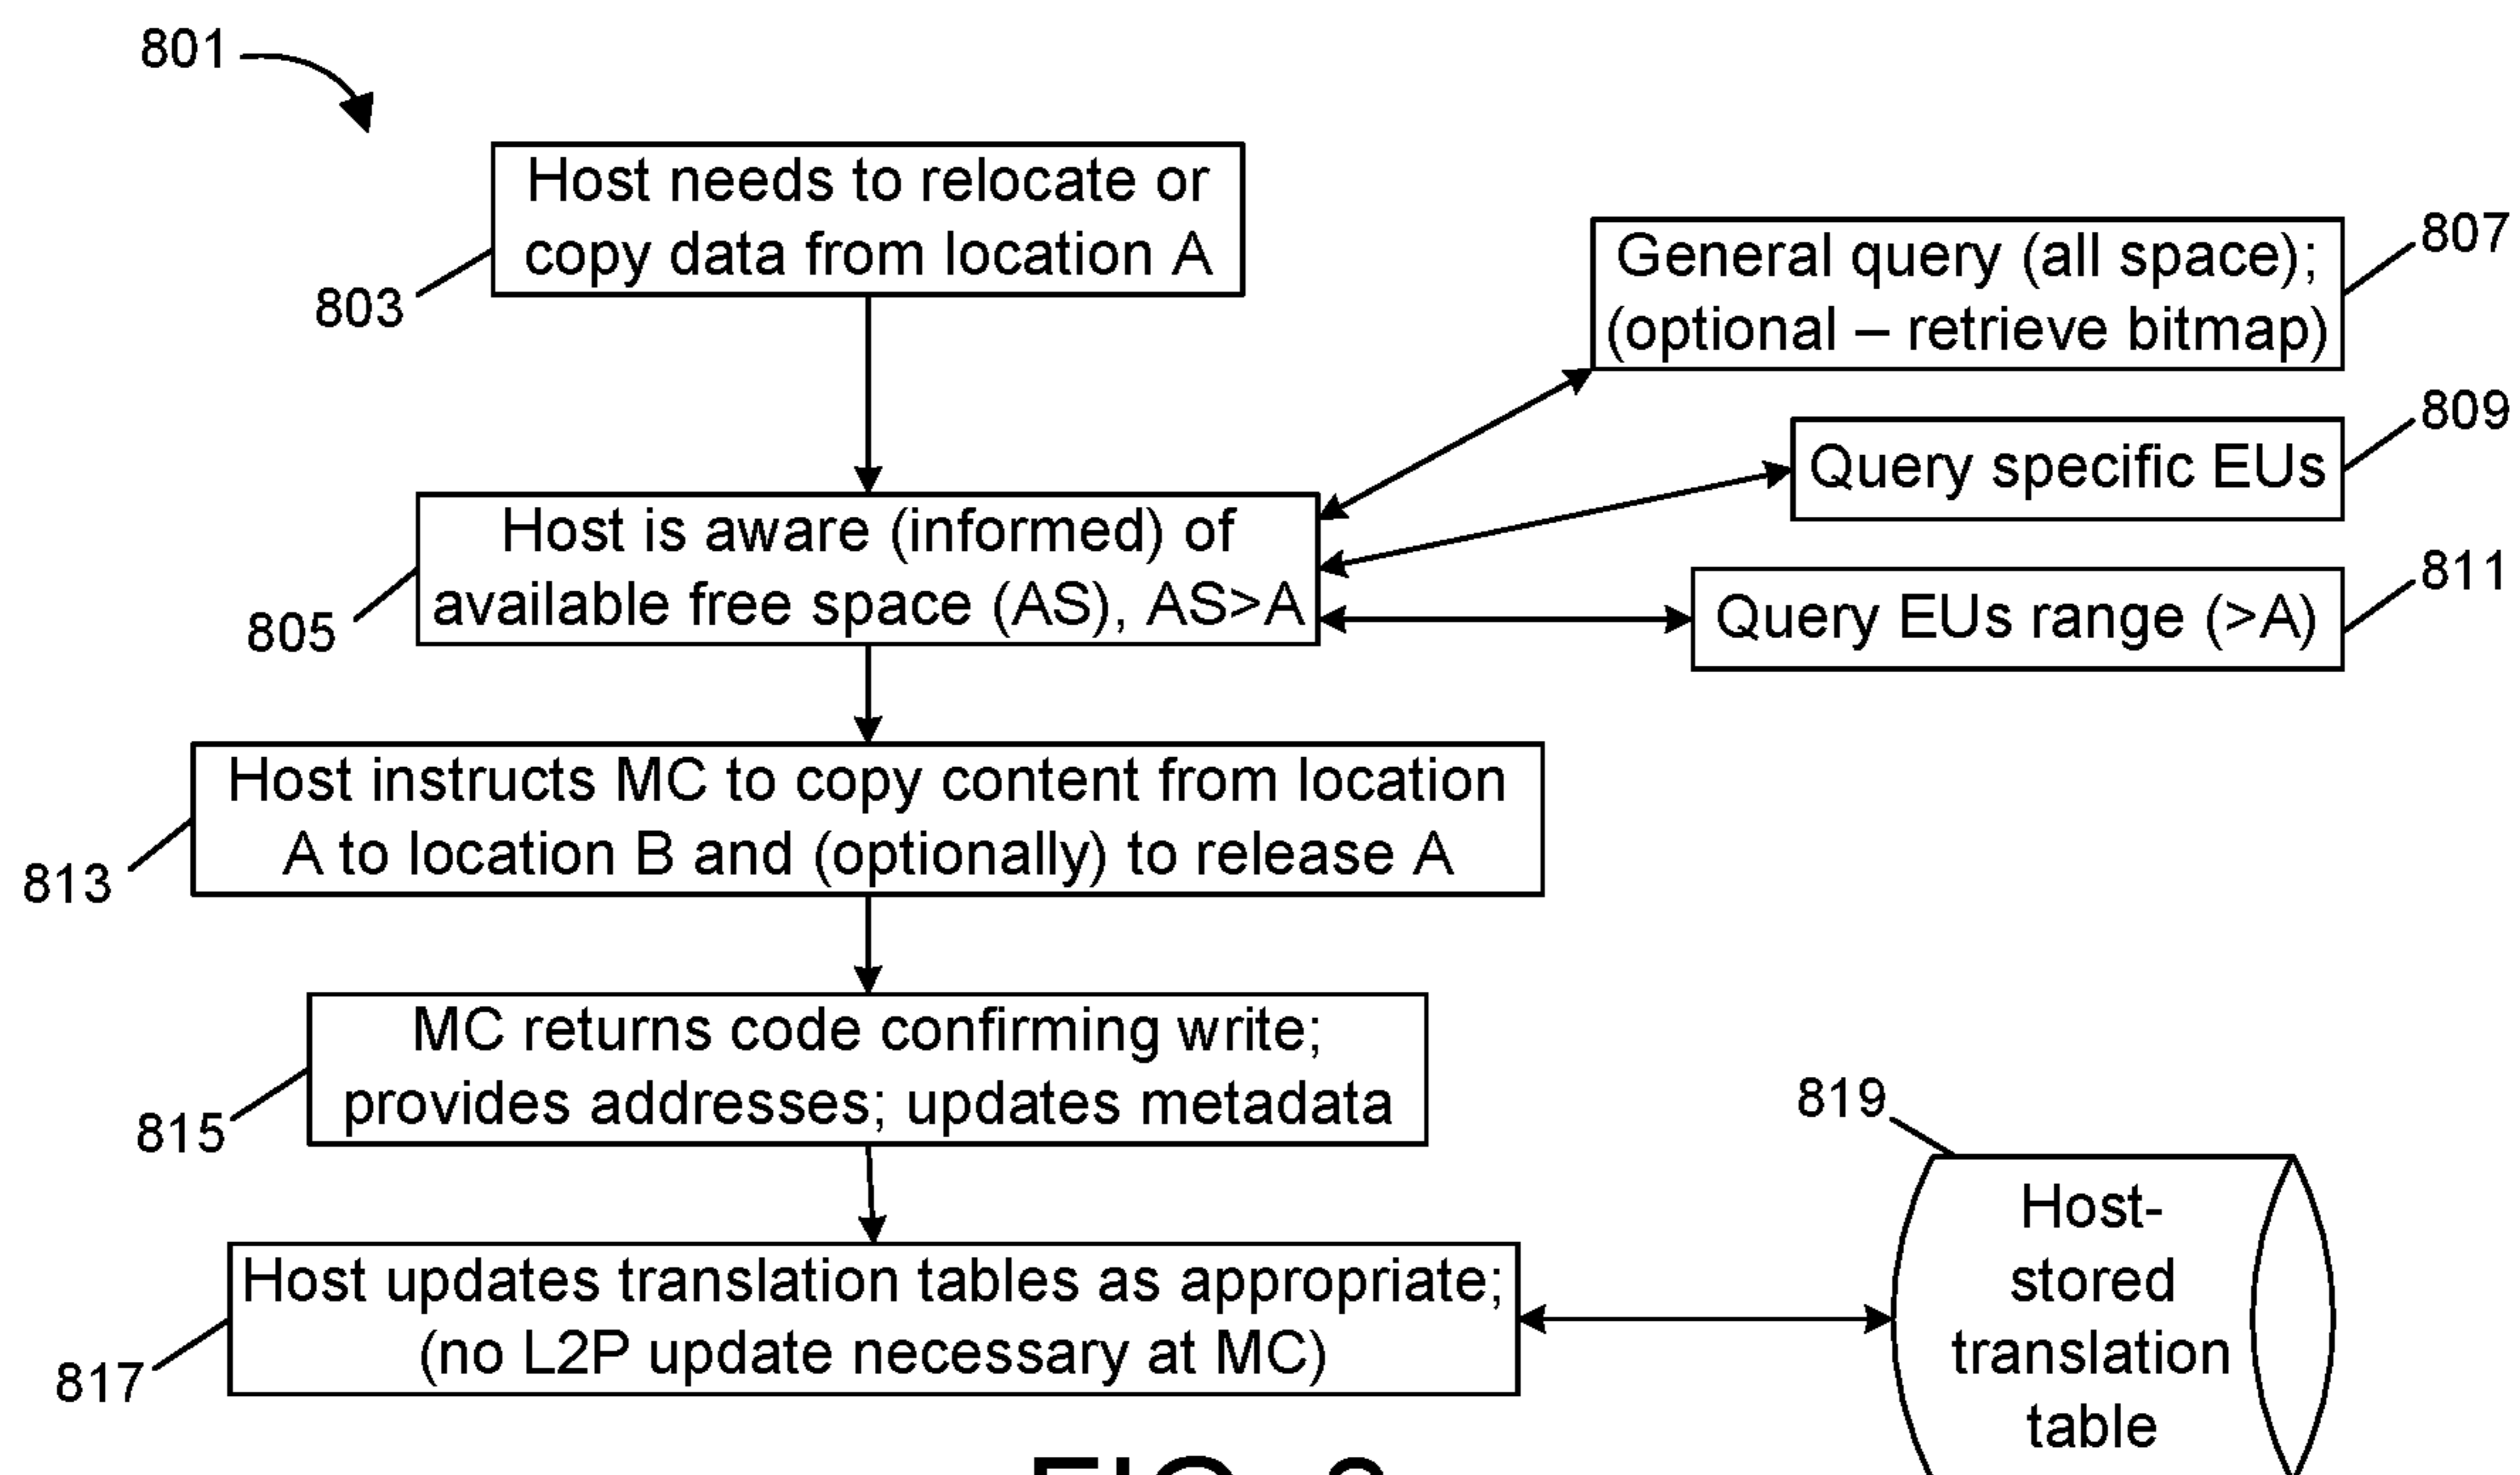 801
Host needs to relocate or
copy data from location A
803
General query (all space);
(optional – retrieve bitmap)
807
Query specific EUs
809
Host is aware (informed) of
available free space (AS), AS>A
805
Query EUs range (>A)
811
Host instructs MC to copy content from location
A to location B and (optionally) to release A
813
MC returns code confirming write;
provides addresses; updates metadata
815
819
Host-
stored
translation
table
Host updates translation tables as appropriate;
(no L2P update necessary at MC)
817